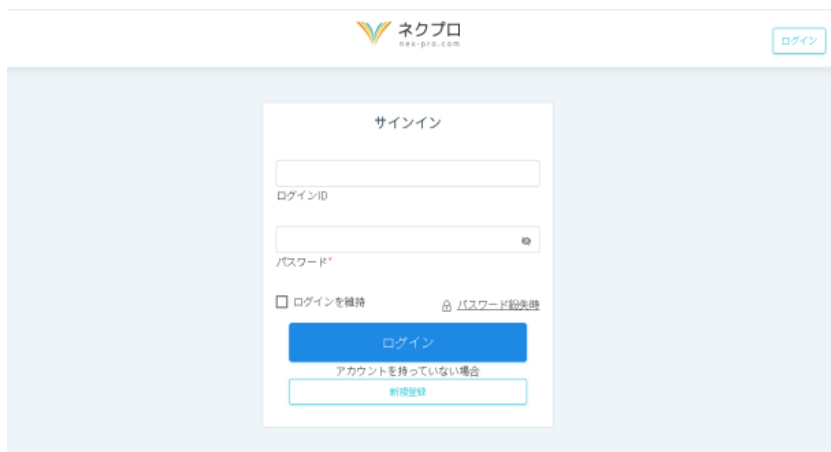 ネクプロ
nex-pro.com
ログイン
サインイン
ログインID
パスワード*
ログインを維持
パスワード紛失時
ログイン
アカウントを持っていない場合
新規登録